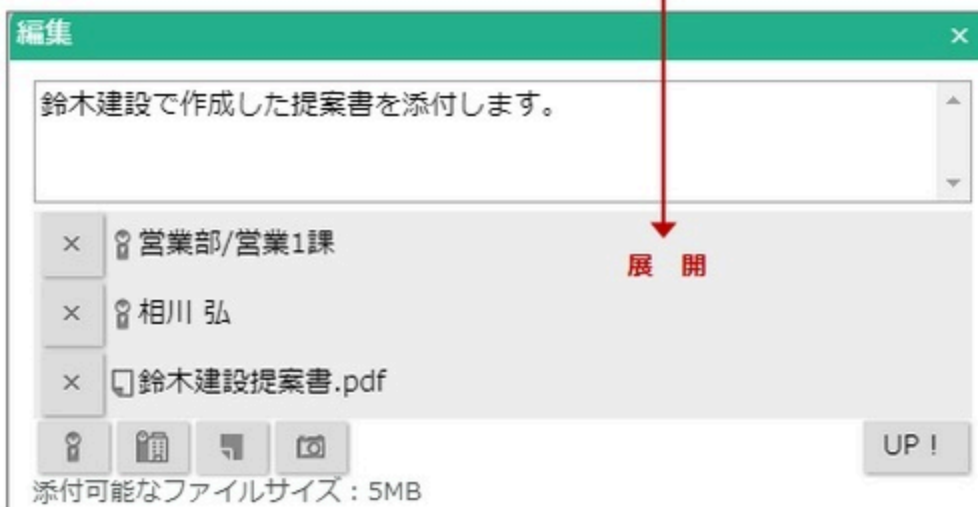 編集
×
鈴木建設で作成した提案書を添付します。
× 営業部/営業1課
展 開
× 相川 弘
× 鈴木建設提案書.pdf
UP !
添付可能なファイルサイズ：5MB